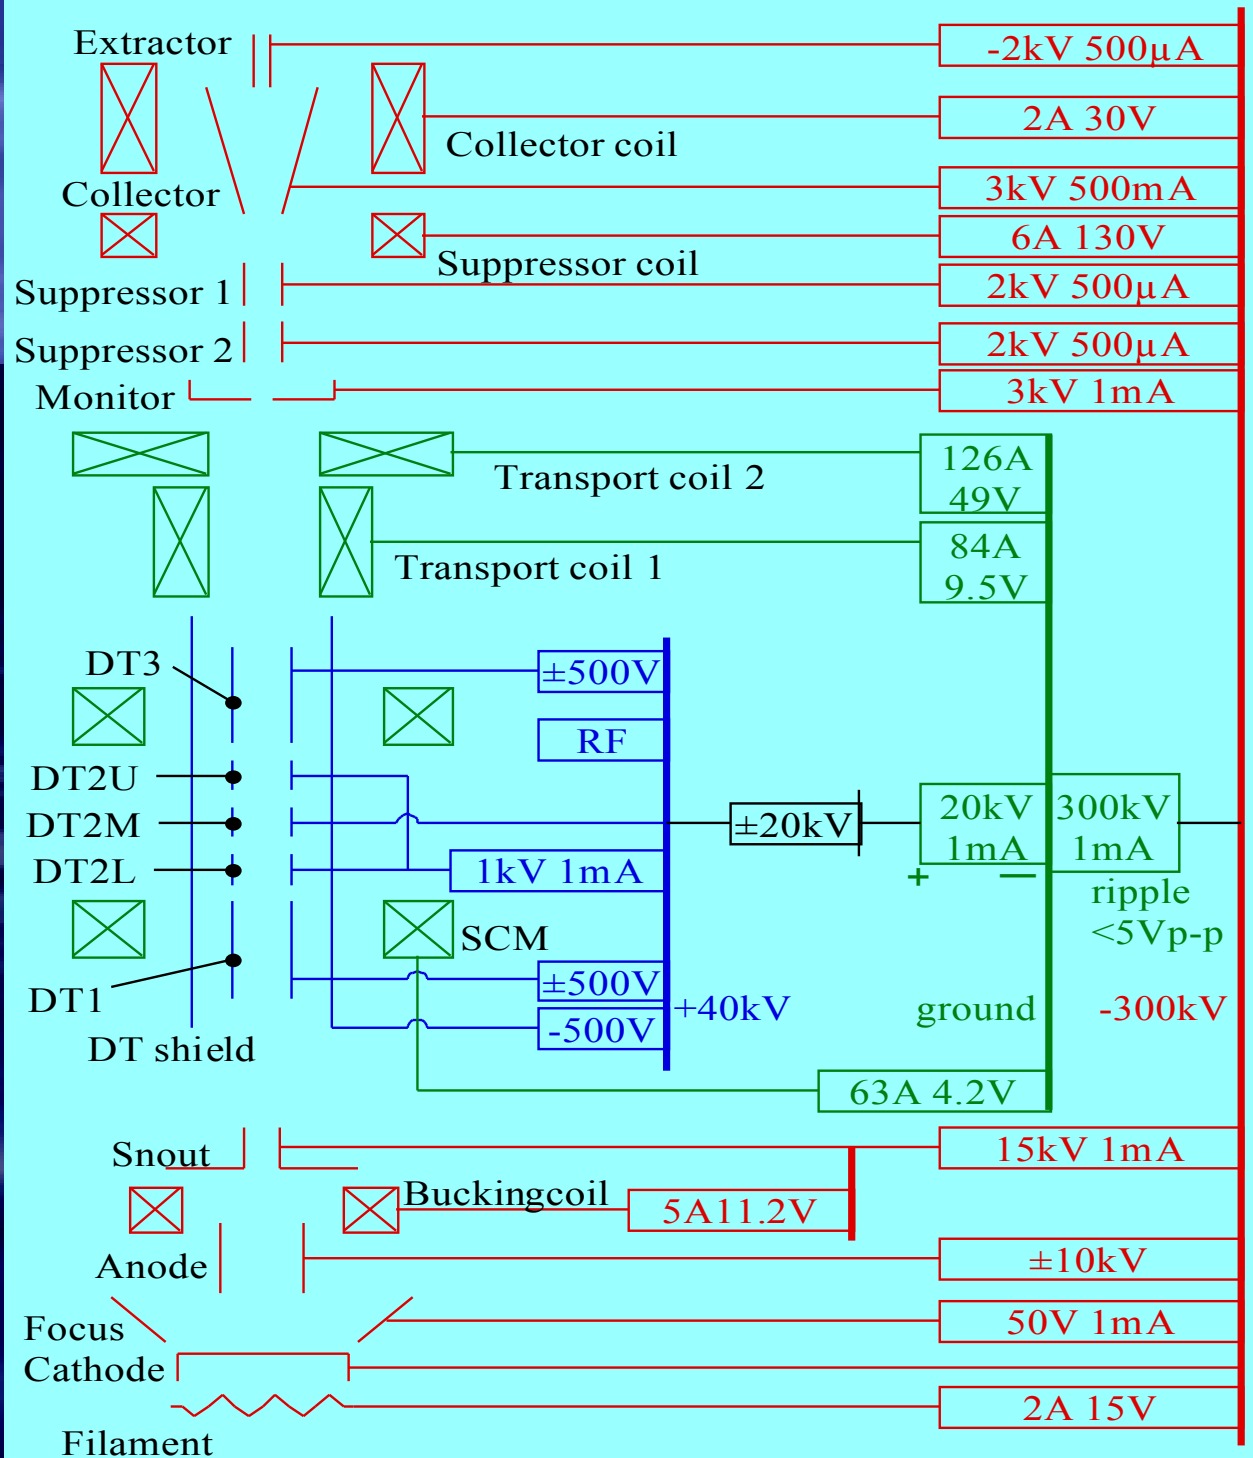 Extractor
-2kV 500μA
2A 30V
Collector coil
Collector
3kV 500mA
6A 130V
Suppressor coil
Suppressor 1
2kV 500μA
Suppressor 2
2kV 500μA
Monitor
3kV 1mA
Transport coil 2
126A
49V
Transport coil 1
84A
9.5V
DT3
±500V
RF
DT2U
DT2M
±20kV
20kV
1mA
+ −
300kV
1mA
ripple
<5Vp-p
DT2L
1kV 1mA
SCM
DT1
±500V
-500V
+40kV
ground
-300kV
DT shield
63A 4.2V
Snout
15kV 1mA
Buckingcoil
5A11.2V
Anode
±10kV
Focus
50V 1mA
Cathode
2A 15V
Filament